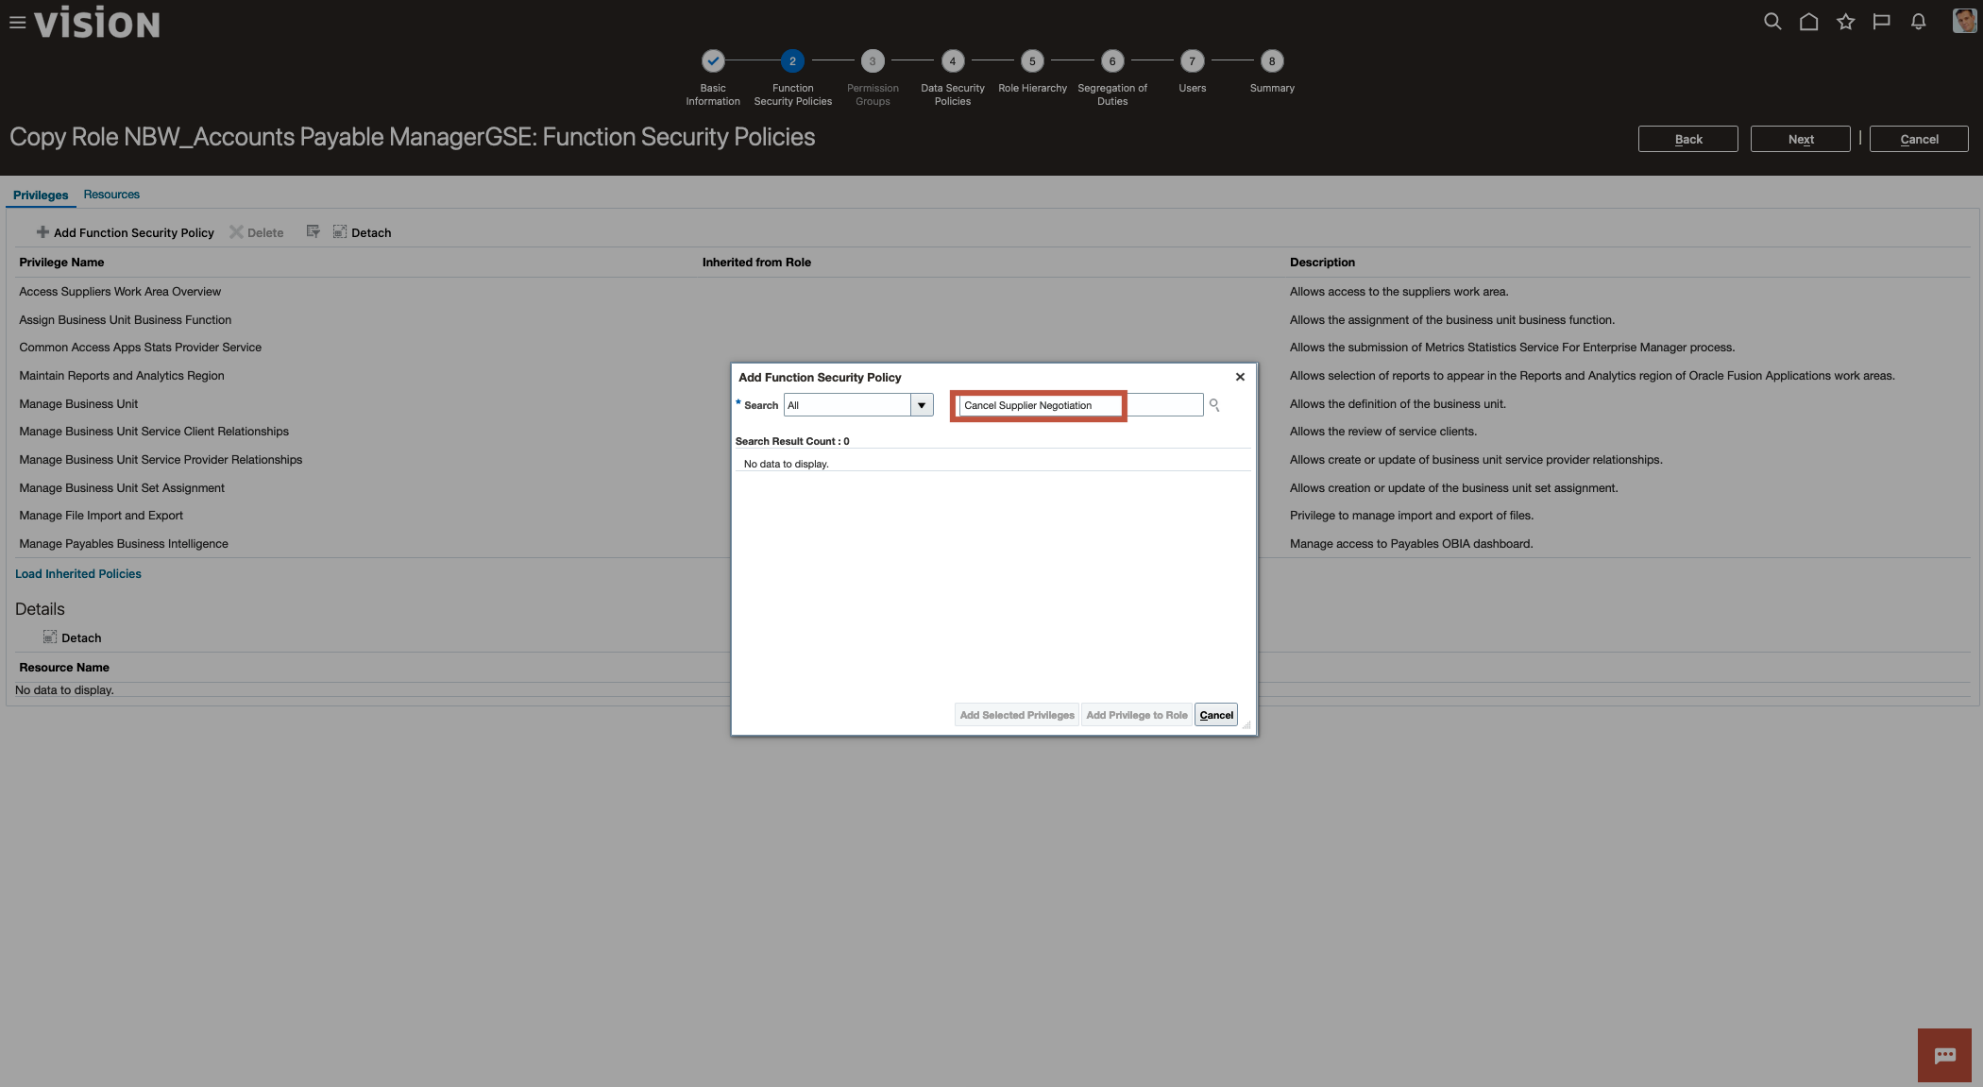 vision
2
3
4
5
6
7
8
Basic
Information
Function
Security Policies
Permission
Groups
Data Security
Policies
Role Hierarchy
Segregation of
Duties
Users
Summary
Copy Role NBW_Accounts Payable ManagerGSE: Function Security Policies
Back
Next
Cancel
Privileges
Resources
Add Function Security Policy
Delete
Detach
Privilege Name
Inherited from Role
Description
Access Suppliers Work Area Overview
Allows access to the suppliers work area.
Assign Business Unit Business Function
Allows the assignment of the business unit business function.
Common Access Apps Stats Provider Service
Allows the submission of Metrics Statistics Service For Enterprise Manager process.
Maintain Reports and Analytics Region
Allows selection of reports to appear in the Reports and Analytics region of Oracle Fusion Applications work areas.
Manage Business Unit
Allows the definition of the business unit.
Manage Business Unit Service Client Relationships
Allows the review of service clients.
Manage Business Unit Service Provider Relationships
Allows create or update of business unit service provider relationships.
Manage Business Unit Set Assignment
Allows creation or update of the business unit set assignment.
Manage File Import and Export
Privilege to manage import and export of files.
Manage Payables Business Intelligence
Manage access to Payables OBIA dashboard.
Load Inherited Policies
Details
Detach
Resource Name
No data to display.
Add Function Security Policy
* Search
All
Cancel Supplier Negotiation
Search Result Count : 0
No data to display.
Add Selected Privileges
Add Privilege to Role
Cancel